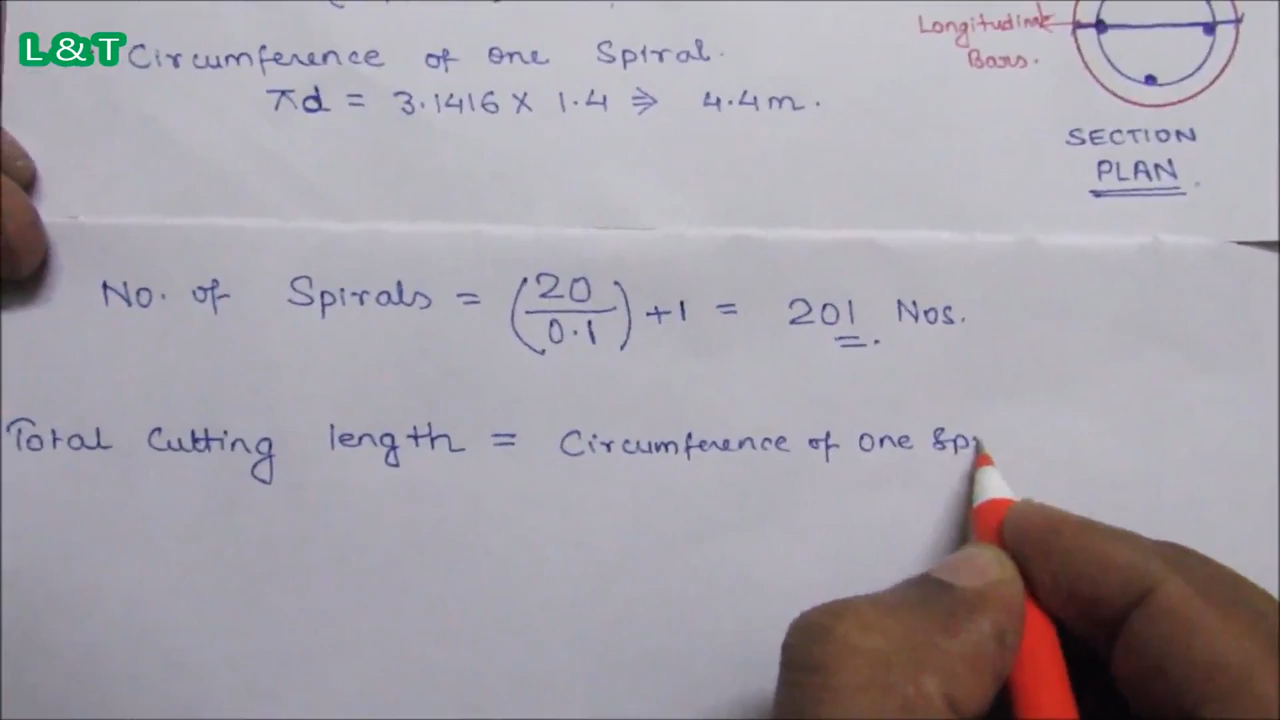 L&T
Circumference of one Spiral.
πd = 3.1416 x 1.4 ⇒ 4.4m.
Longitudinal
Bars.
SECTION
PLAN
No. of Spirals = (20/0.1) + 1 = 201 Nos.
Total Cutting length = Circumference of one Sp